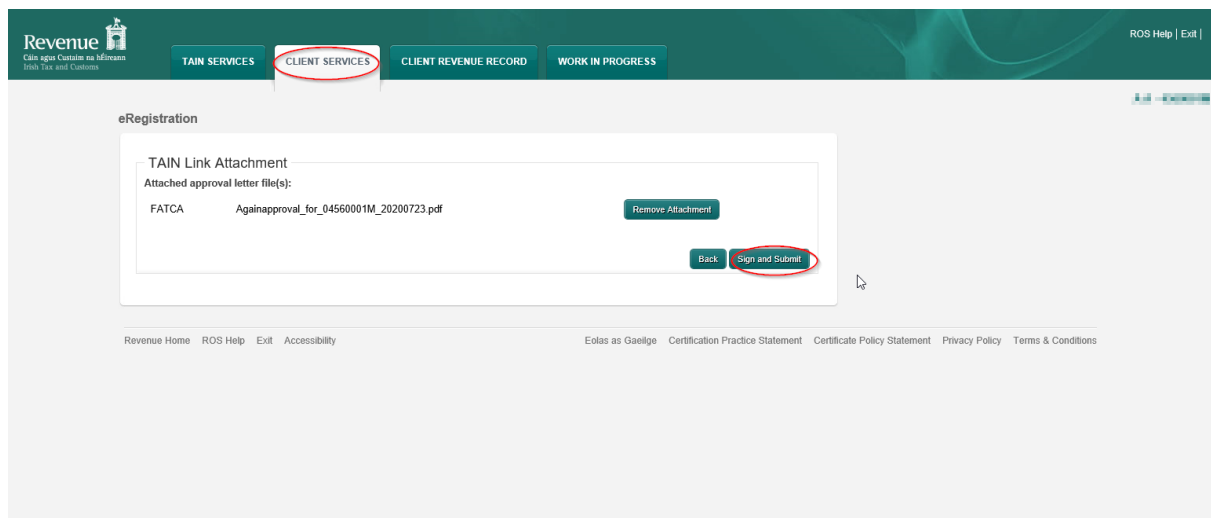 Revenue
Cáin agus Custaim na hÉireann
Irish Tax and Customs
TAIN SERVICES
CLIENT SERVICES
CLIENT REVENUE RECORD
WORK IN PROGRESS
ROS Help | Exit |
eRegistration
TAIN Link Attachment
Attached approval letter file(s):
FATCA Againapproval_for_04560001M_20200723.pdf Remove Attachment
Back Sign and Submit
Revenue Home ROS Help Exit Accessibility Eolas as Gaeilge Certification Practice Statement Certificate Policy Statement Privacy Policy Terms & Conditions